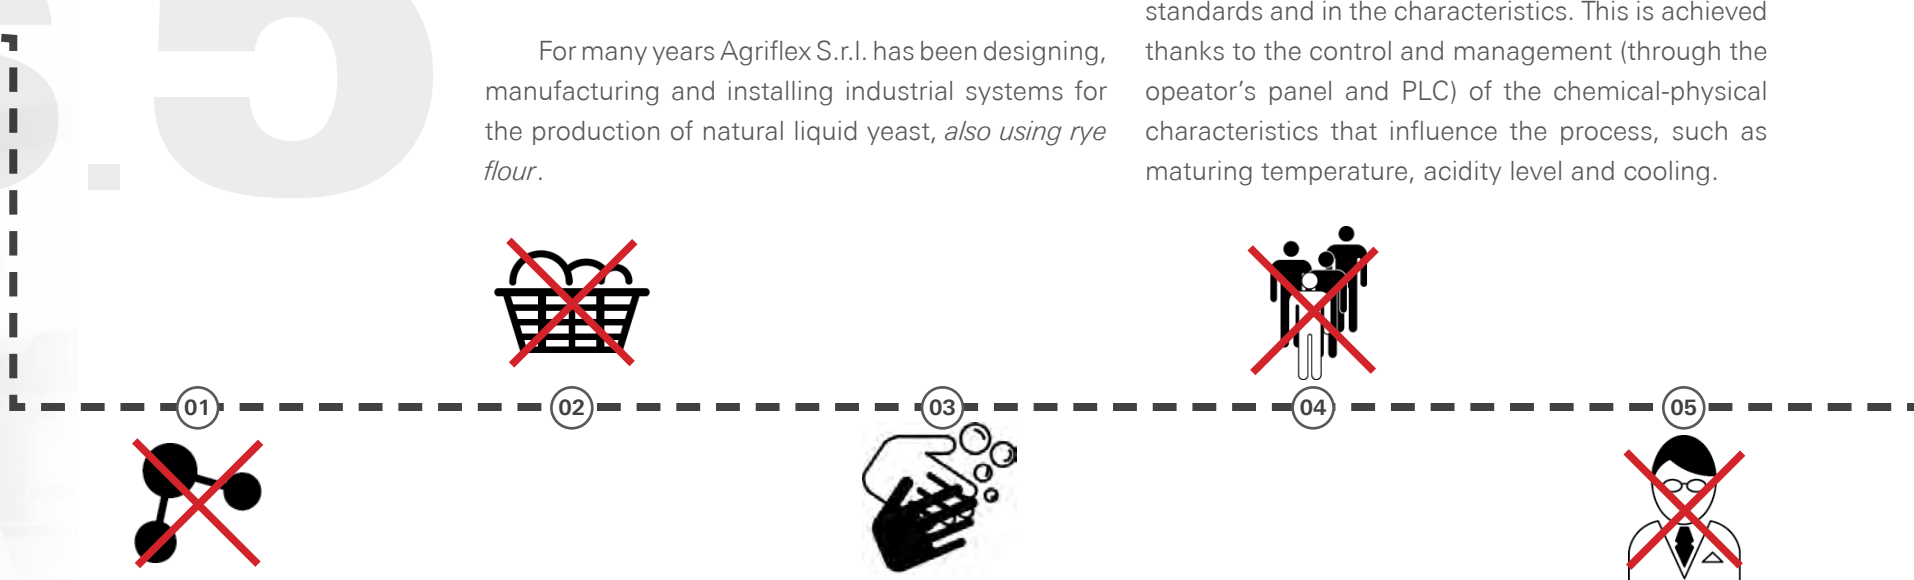 .5
For many years Agriflex S.r.l. has been designing,
manufacturing and installing industrial systems for
the production of natural liquid yeast, also using rye
flour.
standards and in the characteristics. This is achieved
thanks to the control and management (through the
opeator's panel and PLC) of the chemical-physical
characteristics that influence the process, such as
maturing temperature, acidity level and cooling.
01
02
03
04
05